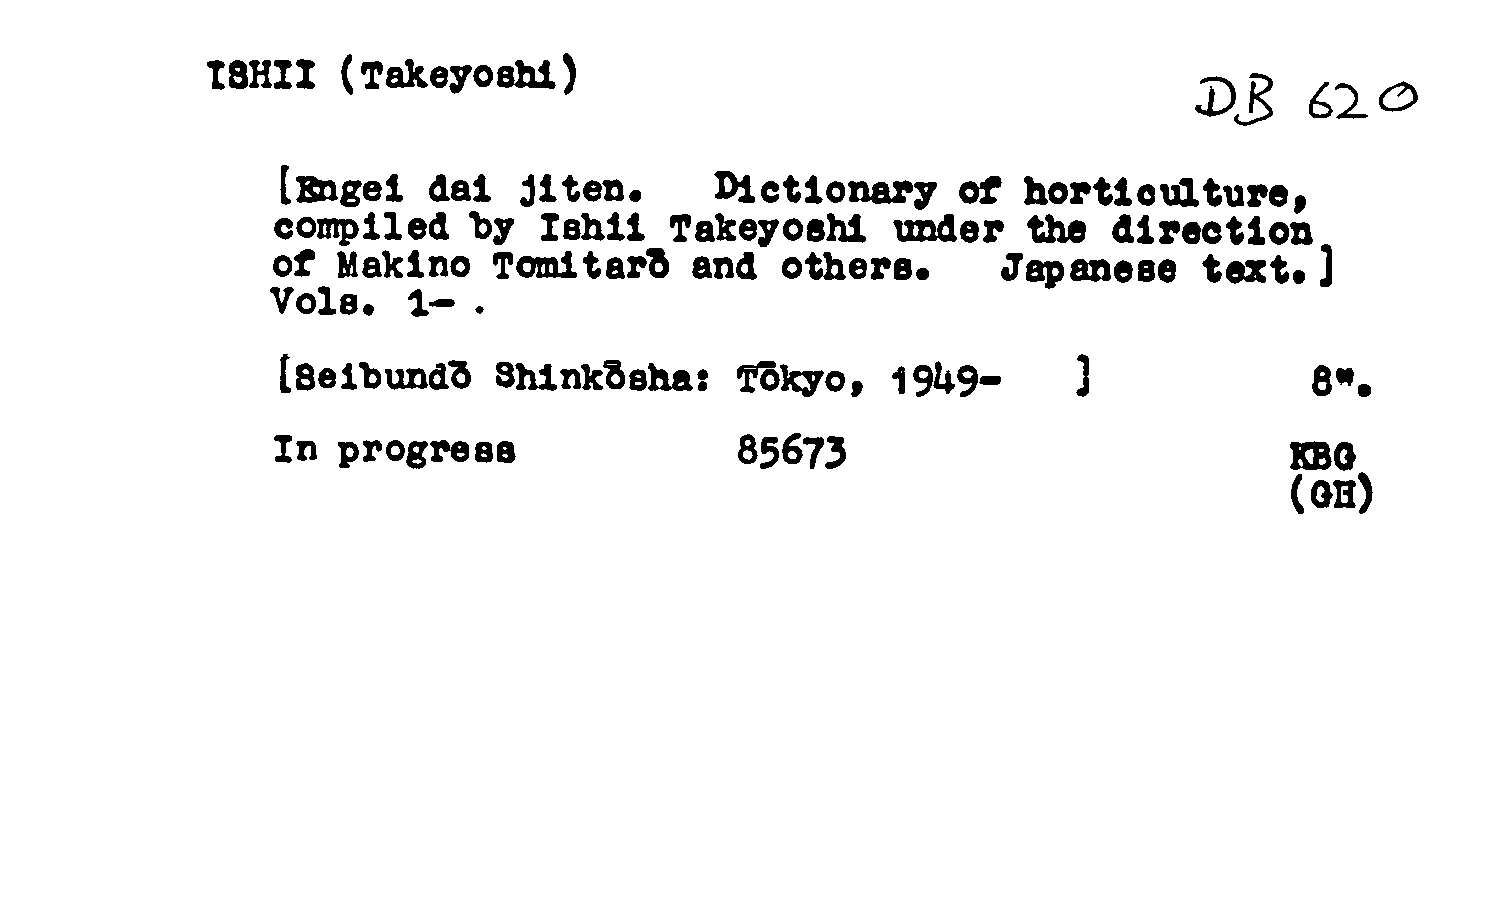 ISHII (Takeyoshi)
DB 620
[Engei dai jiten. Dictionary of horticulture,
compiled by Ishii Takeyoshi under the direction
of Makino Tomitarō and others. Japanese text.]
Vols. 1- .
[Seibundō Shinkōsha: Tōkyo, 1949- ] 8".
In progress 85673 KBG
(GH)